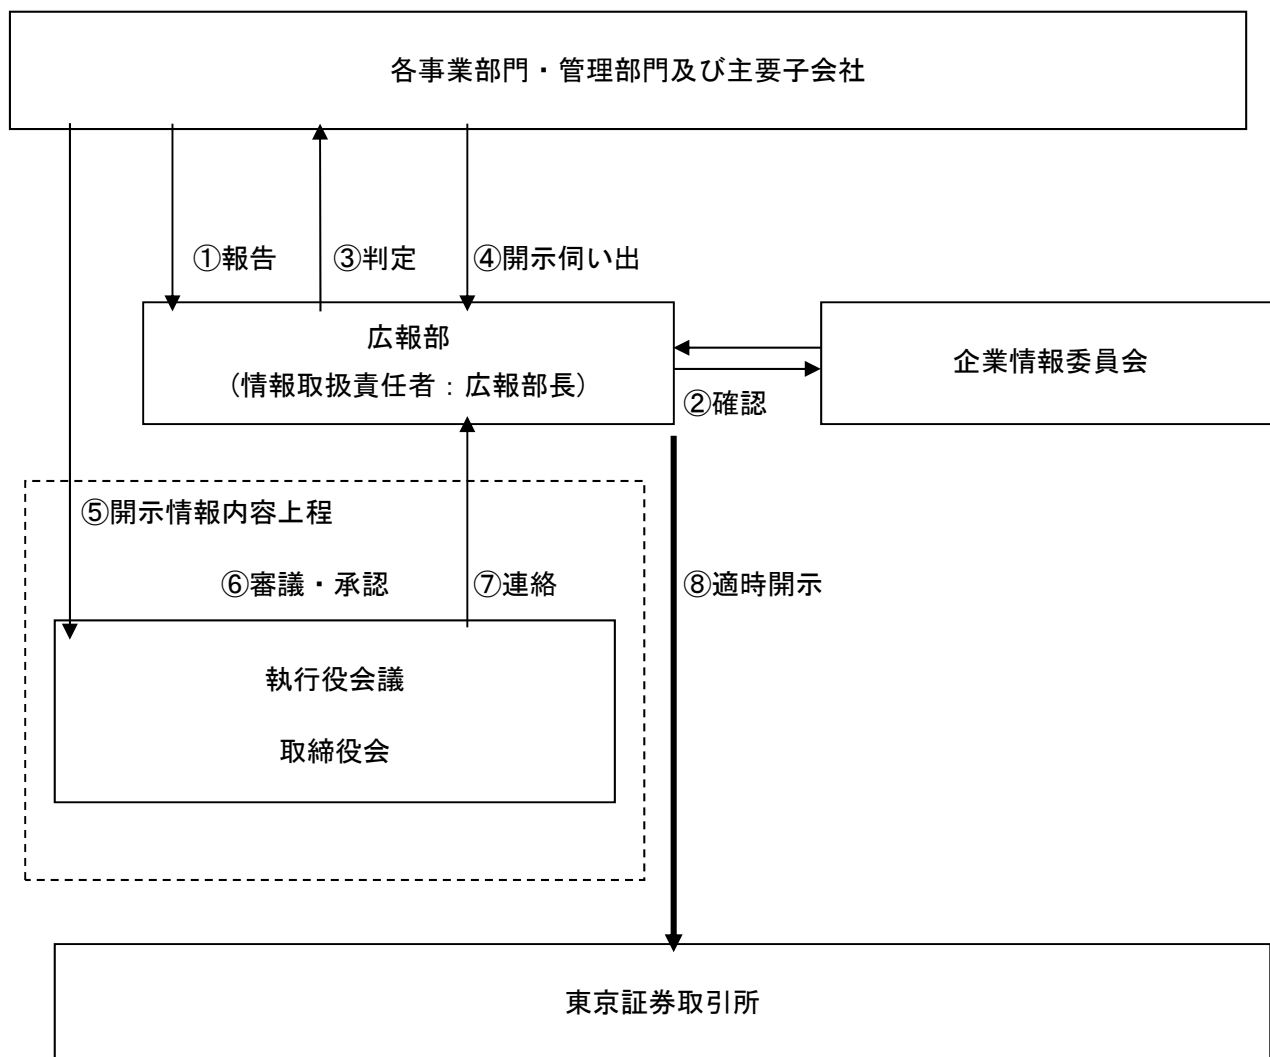 各事業部門・管理部門及び主要子会社
①報告
③判定
④開示伺い出
広報部
（情報取扱責任者：広報部長）
企業情報委員会
②確認
⑤開示情報内容上程
⑥審議・承認
⑦連絡
⑧適時開示
執行役会議
取締役会
東京証券取引所